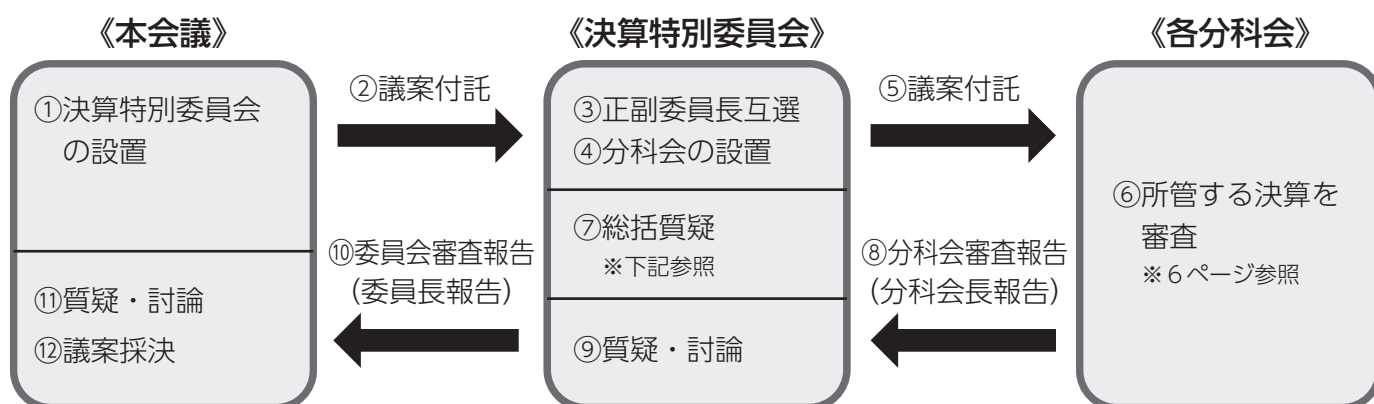 《本会議》
①決算特別委員会
の設置
⑪質疑・討論
⑫議案採決
②議案付託
⑩委員会審査報告
(委員長報告)
《決算特別委員会》
③正副委員長互選
④分科会の設置
⑦総括質疑
※下記参照
⑨質疑・討論
⑤議案付託
⑧分科会審査報告
(分科会長報告)
《各分科会》
⑥所管する決算を
審査
※6ページ参照